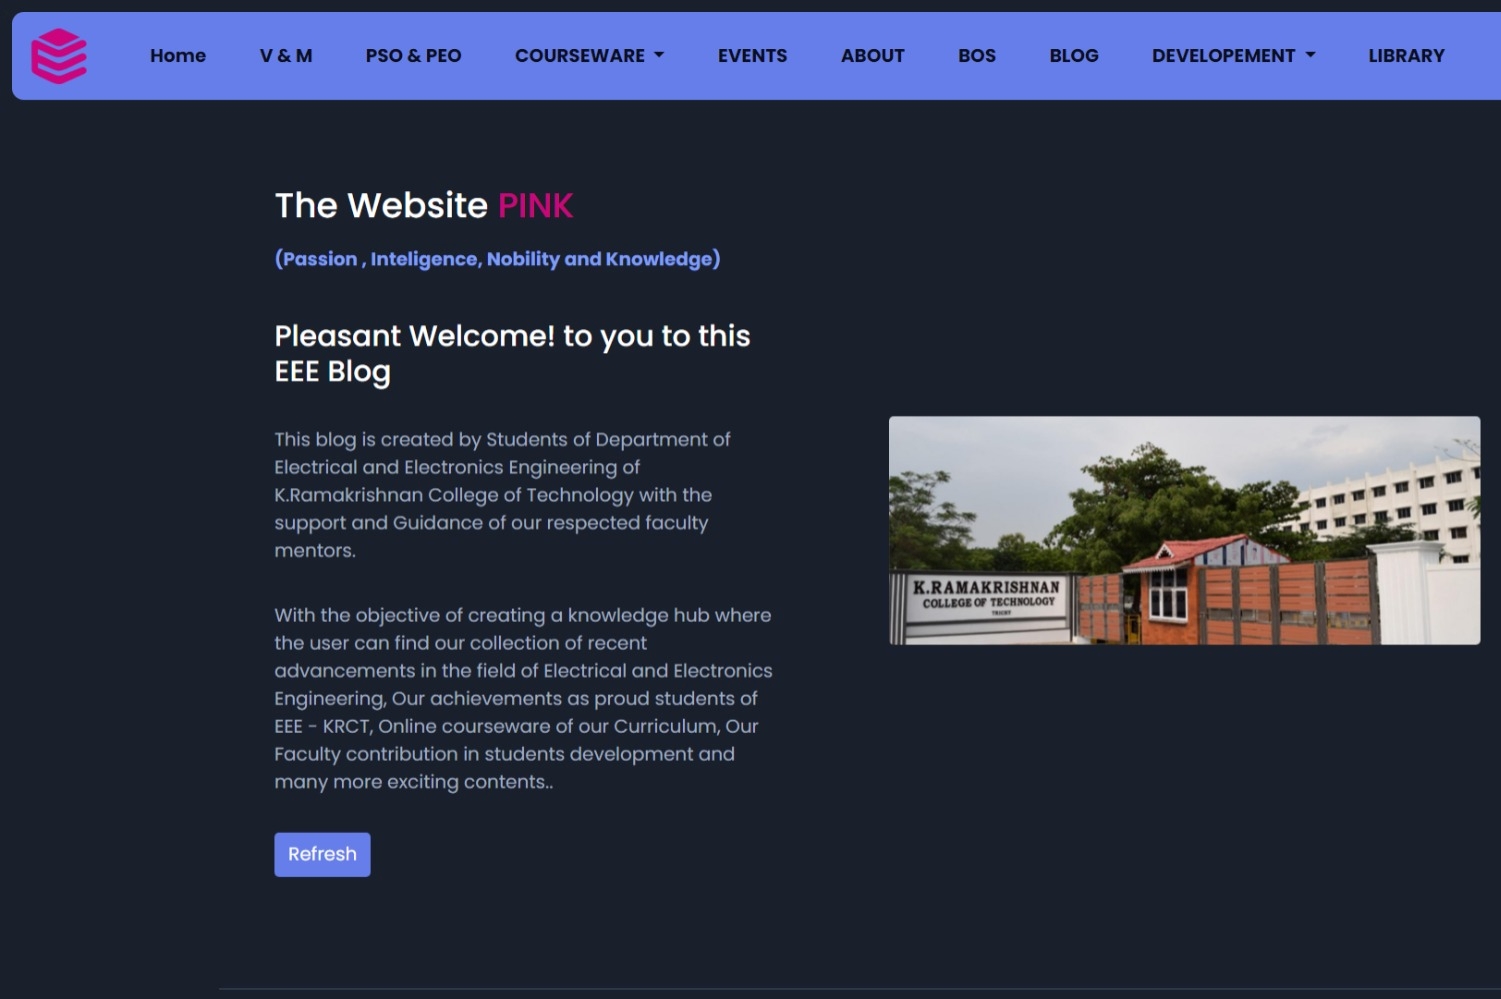 Home V & M PSO & PEO COURSEWARE EVENTS ABOUT BOS BLOG DEVELOPEMENT LIBRARY
The Website PINK
(Passion , Inteligence, Nobility and Knowledge)
Pleasant Welcome! to you to this
EEE Blog
This blog is created by Students of Department of
Electrical and Electronics Engineering of
K.Ramakrishnan College of Technology with the
support and Guidance of our respected faculty
mentors.
With the objective of creating a knowledge hub where
the user can find our collection of recent
advancements in the field of Electrical and Electronics
Engineering, Our achievements as proud students of
EEE - KRCT, Online courseware of our Curriculum, Our
Faculty contribution in students development and
many more exciting contents..
Refresh
K.RAMAKRISHNAN
COLLEGE OF TECHNOLOGY
TRICHY